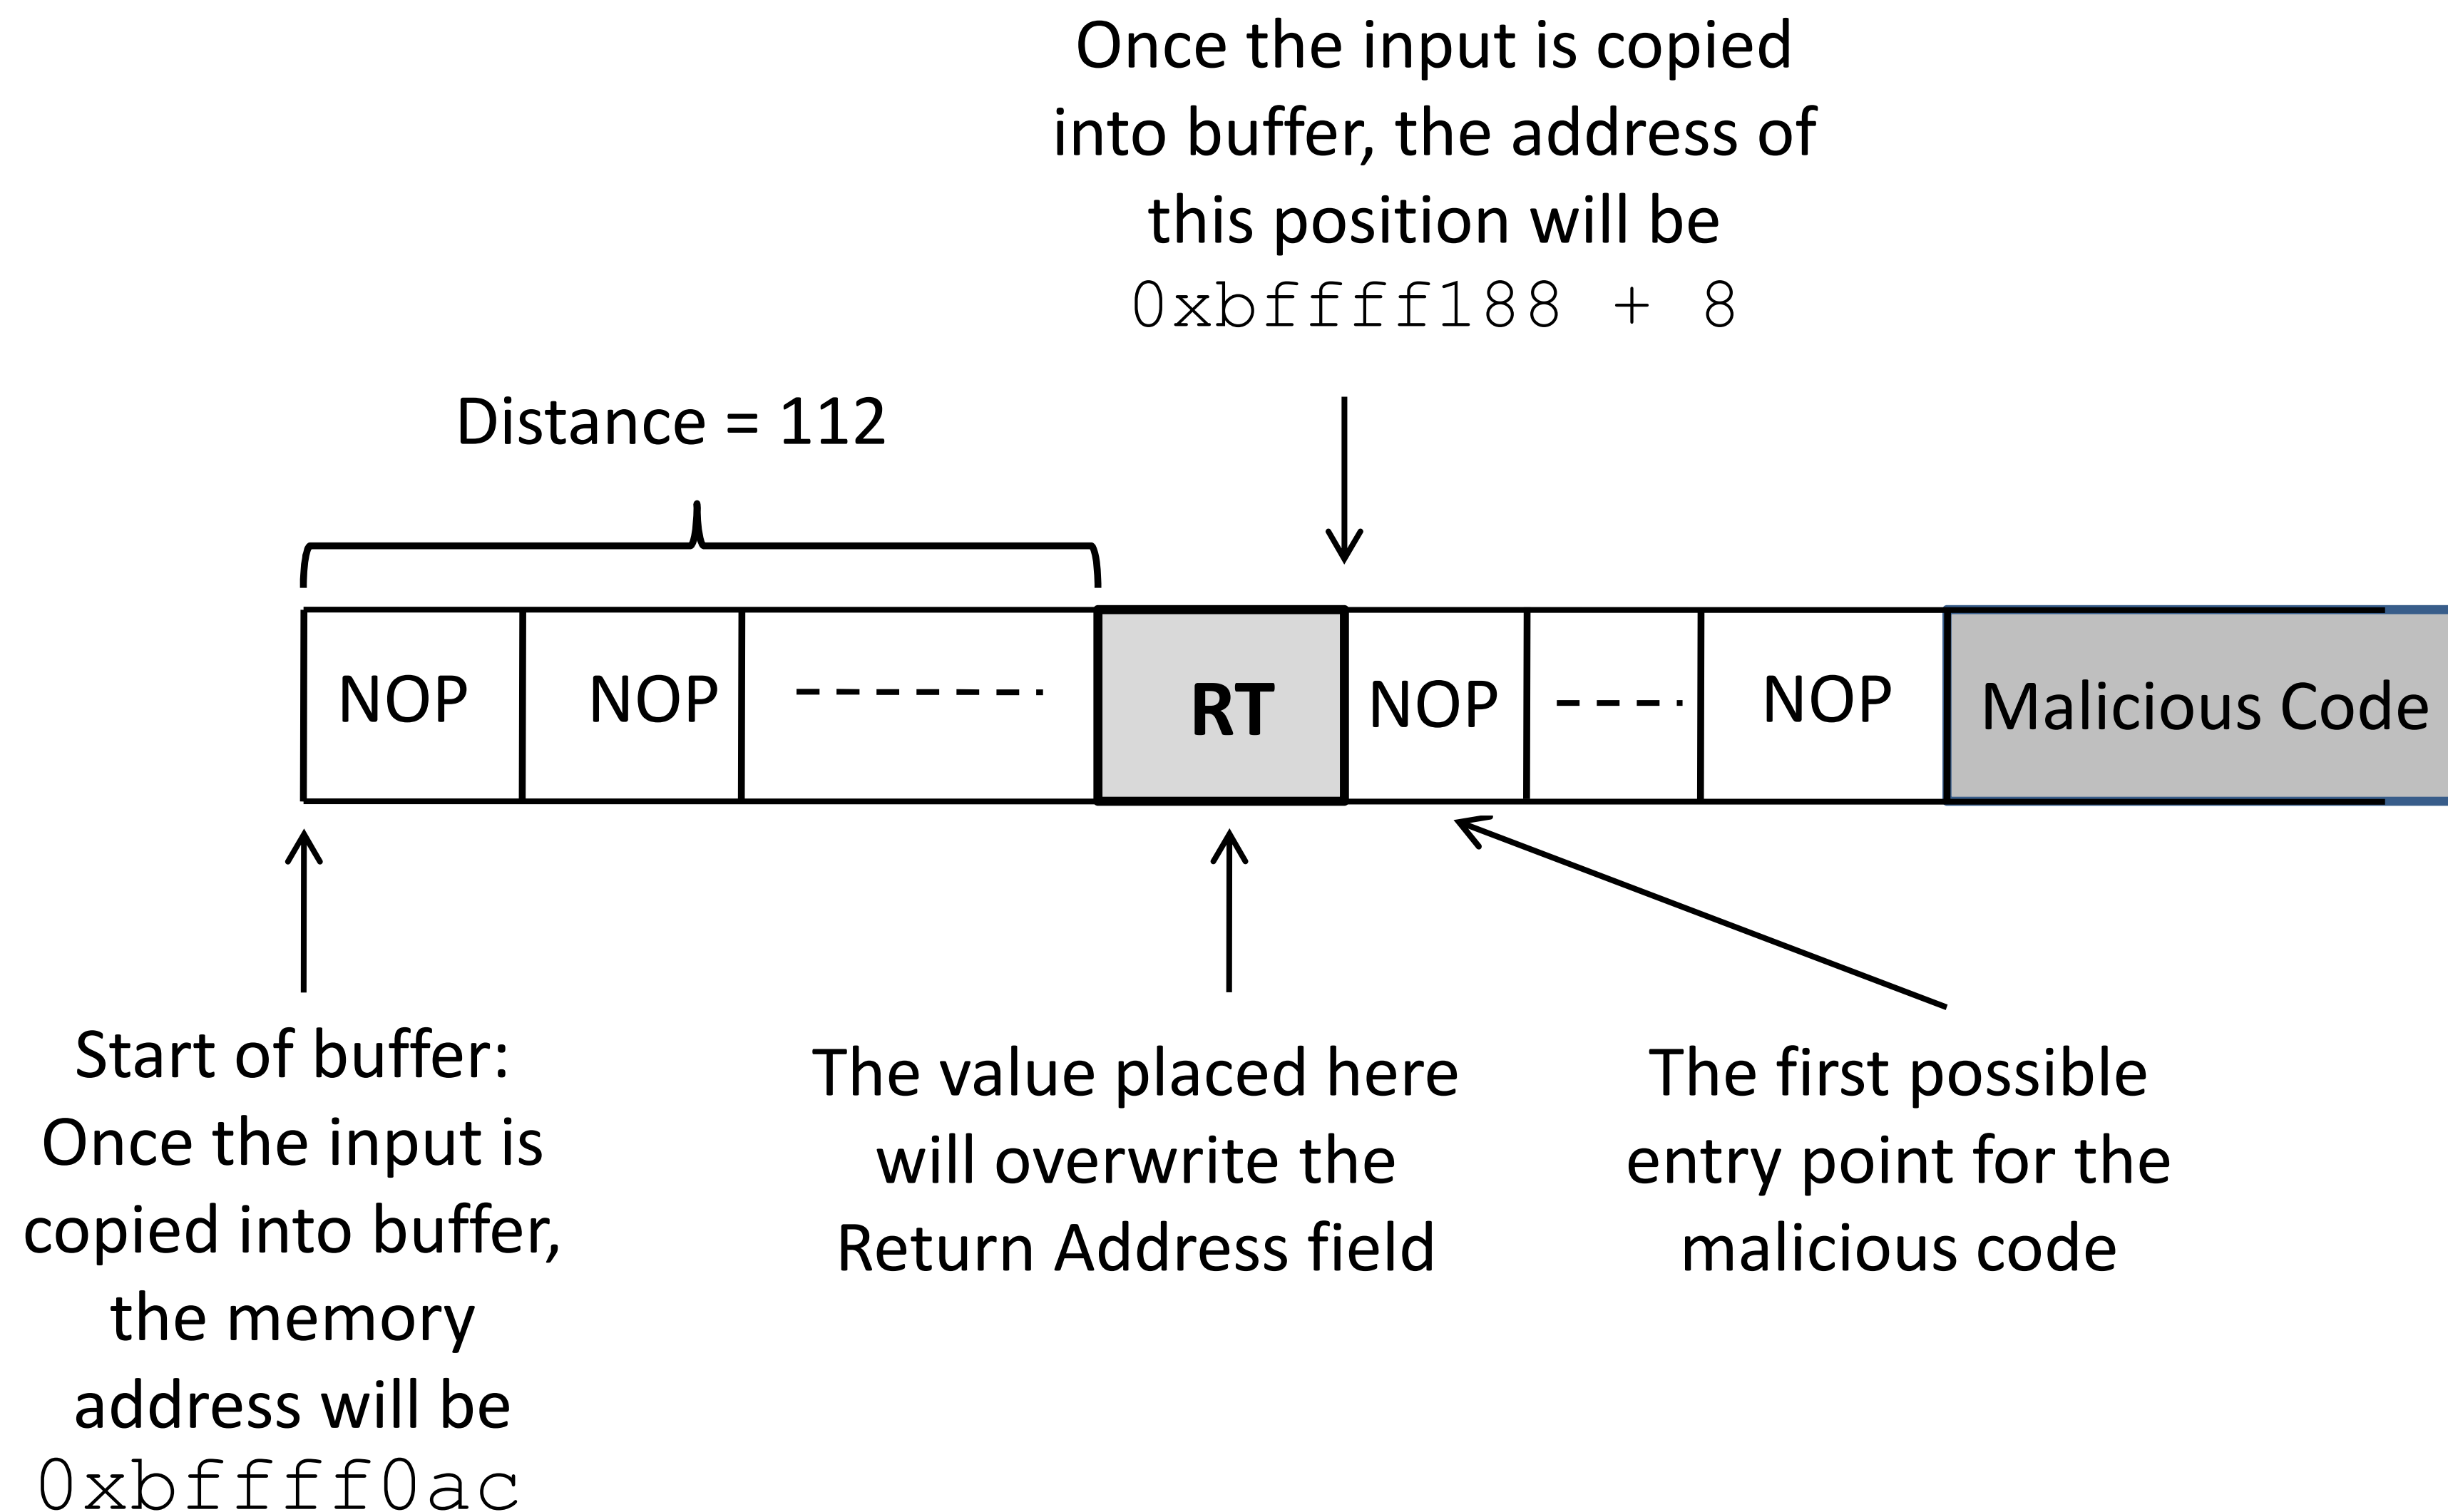 Once the input is copied
into buffer, the address of
this position will be
0xbffff188 + 8
Distance = 112
NOP
NOP
RT
NOP
NOP
Malicious Code
Start of buffer:
Once the input is
copied into buffer,
the memory
address will be
0xbffff0ac
The value placed here
will overwrite the
Return Address field
The first possible
entry point for the
malicious code